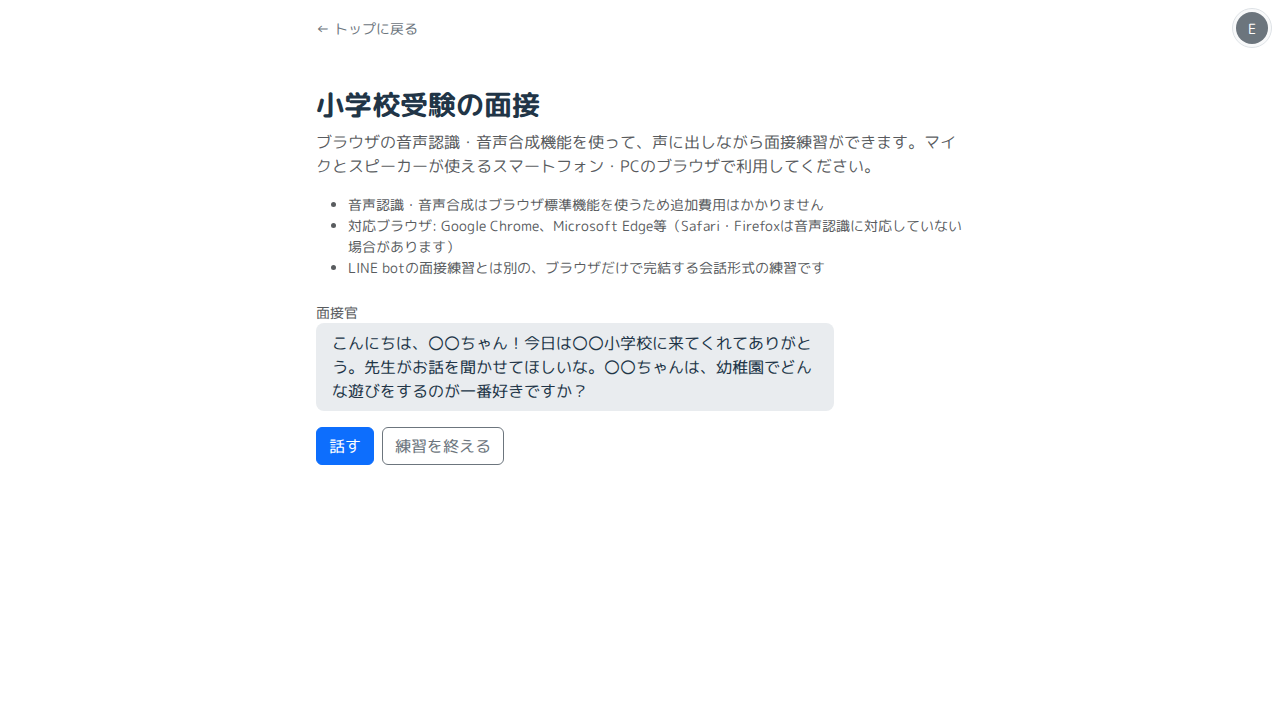 ← トップに戻る
E
小学校受験の面接
ブラウザの音声認識・音声合成機能を使って、声に出しながら面接練習ができます。マイ
クとスピーカーが使えるスマートフォン・PCのブラウザで利用してください。
• 音声認識・音声合成はブラウザ標準機能を使うため追加費用はかかりません
• 対応ブラウザ: Google Chrome、Microsoft Edge等（Safari・Firefoxは音声認識に対応していない
場合があります）
• LINE botの面接練習とは別の、ブラウザだけで完結する会話形式の練習です
面接官
こんにちは、〇〇ちゃん！今日は〇〇小学校に来てくれてありがと
う。先生がお話を聞かせてほしいな。〇〇ちゃんは、幼稚園でどん
な遊びをするのが一番好きですか？
話す
練習を終える